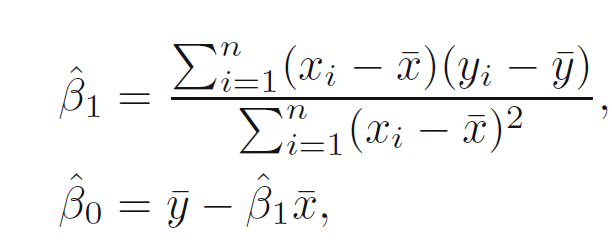 β̂₁ = ∑ⁿᵢ₌₁(xᵢ − x̄)(yᵢ − ȳ) / ∑ⁿᵢ₌₁(xᵢ − x̄)²,
β̂₀ = ȳ − β̂₁x̄,